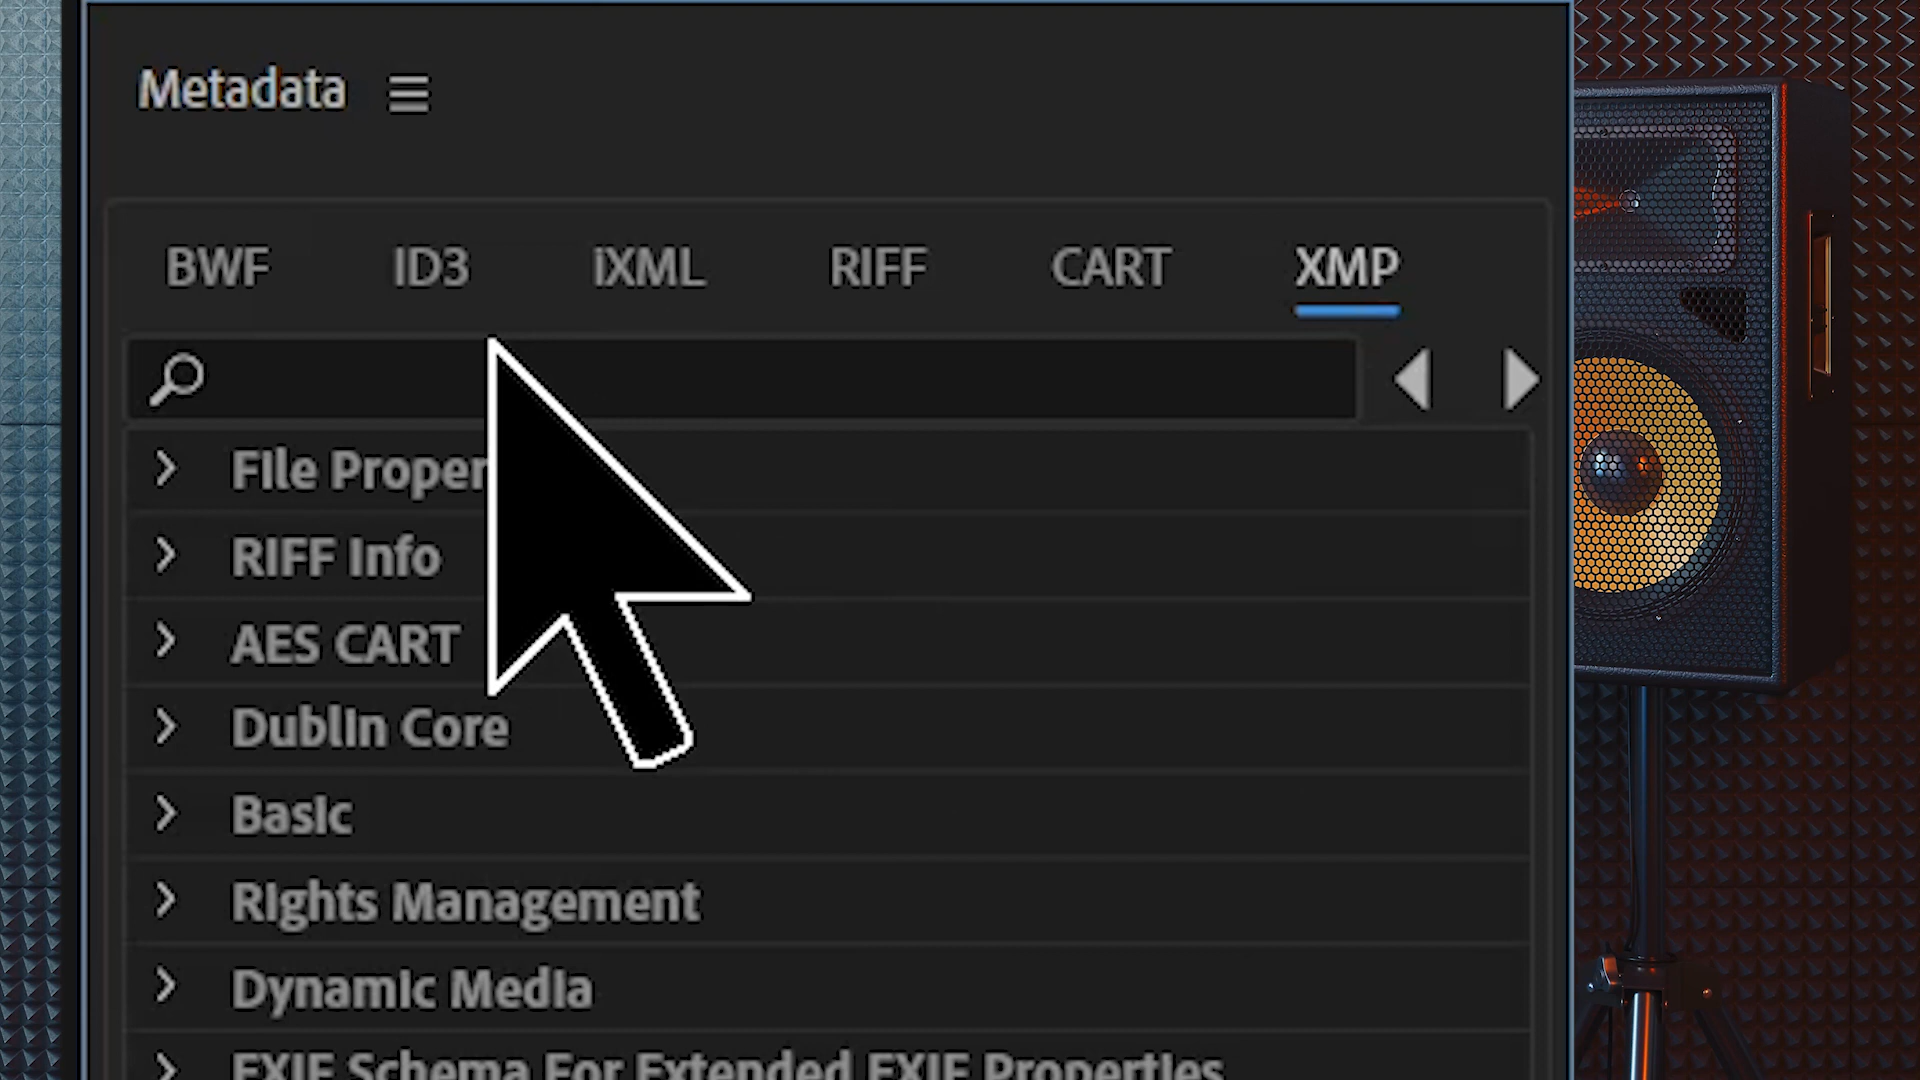 Metadata
BWF ID3 iXML RIFF CART XMP
File Proper
RIFF Info
AES CART
Dublin Core
Basic
Rights Management
Dynamic Media
EXIF Schema For Extended EXIF Properties